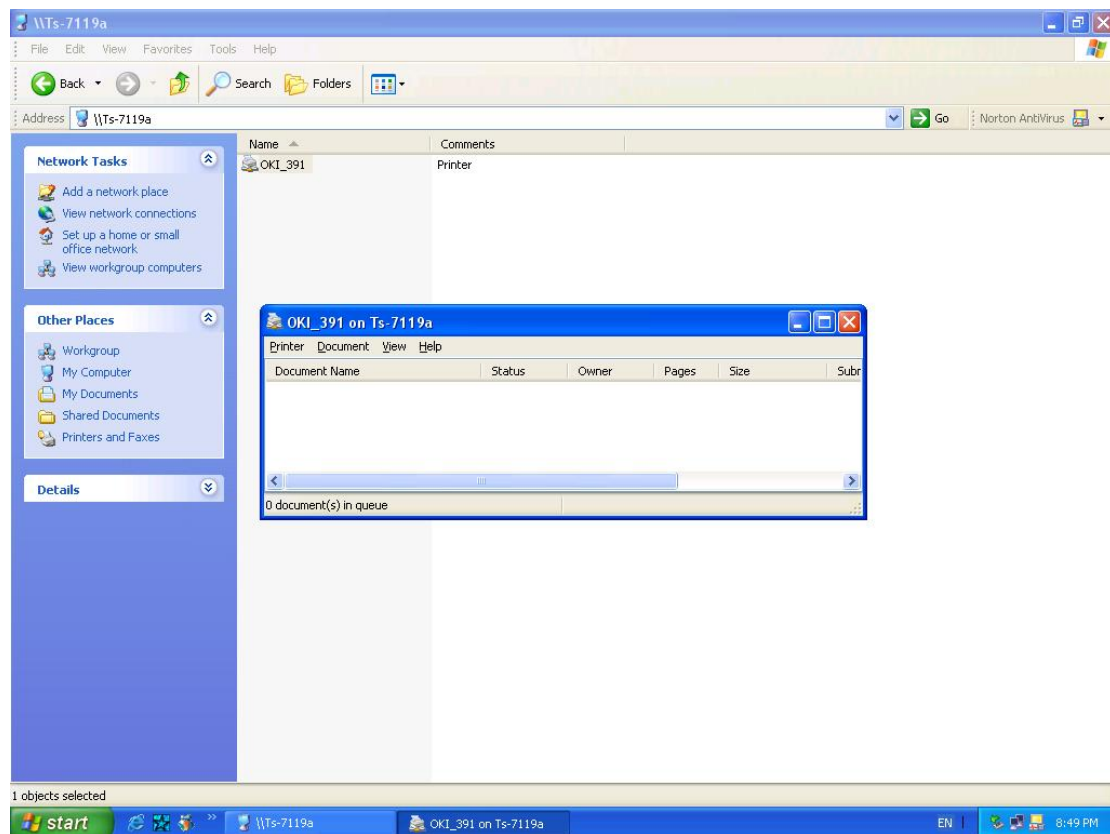 \\Ts-7119a
File Edit View Favorites Tools Help
Back Search Folders
Address \\Ts-7119a Go Norton AntiVirus
Name Comments
OKI_391 Printer
Network Tasks
Add a network place
View network connections
Set up a home or small
office network
View workgroup computers
Other Places
Workgroup
My Computer
My Documents
Shared Documents
Printers and Faxes
Details
OKI_391 on Ts-7119a
Printer Document View Help
Document Name Status Owner Pages Size Subr
0 document(s) in queue
1 objects selected
start \\Ts-7119a OKI_391 on Ts-7119a EN 8:49 PM